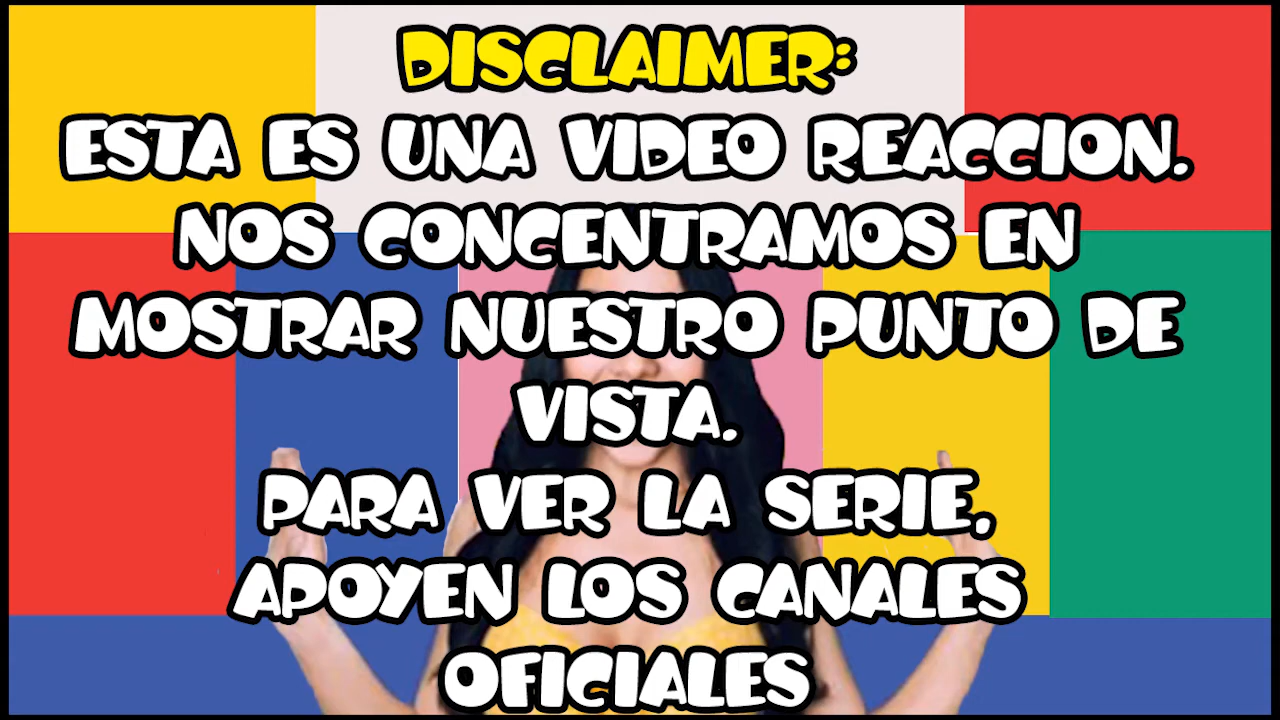 DISCLAIMER:
ESTA ES UNA VIDEO REACCION.
NOS CONCENTRAMOS EN
MOSTRAR NUESTRO PUNTO DE
VISTA.
PARA VER LA SERIE,
APOYEN LOS CANALES
OFICIALES